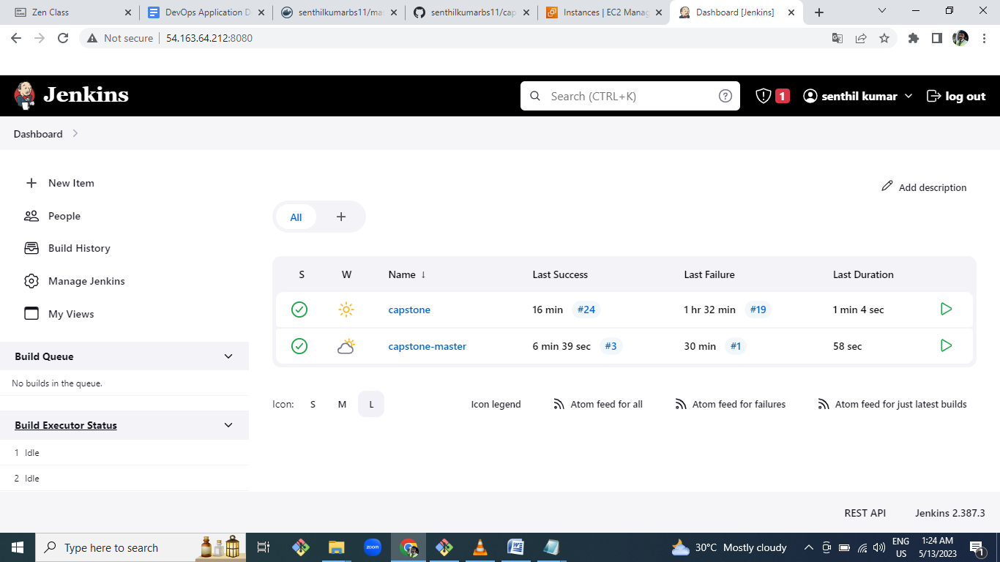 Zen Class
DevOps Application D
senthilkumarbs11/ma
senthilkumarbs11/cap
Instances | EC2 Manag
Dashboard [Jenkins]
Not secure
54.163.64.212:8080
Jenkins
Search (CTRL+K)
1
senthil kumar
log out
Dashboard
New Item
People
Build History
Manage Jenkins
My Views
Build Queue
No builds in the queue.
Build Executor Status
1 Idle
2 Idle
Add description
All
S W Name ↓ Last Success Last Failure Last Duration
capstone 16 min #24 1 hr 32 min #19 1 min 4 sec
capstone-master 6 min 39 sec #3 30 min #1 58 sec
Icon: S M L
Icon legend
Atom feed for all
Atom feed for failures
Atom feed for just latest builds
REST API
Jenkins 2.387.3
Type here to search
zoom
30°C Mostly cloudy
ENG
US
1:24 AM
5/13/2023
1